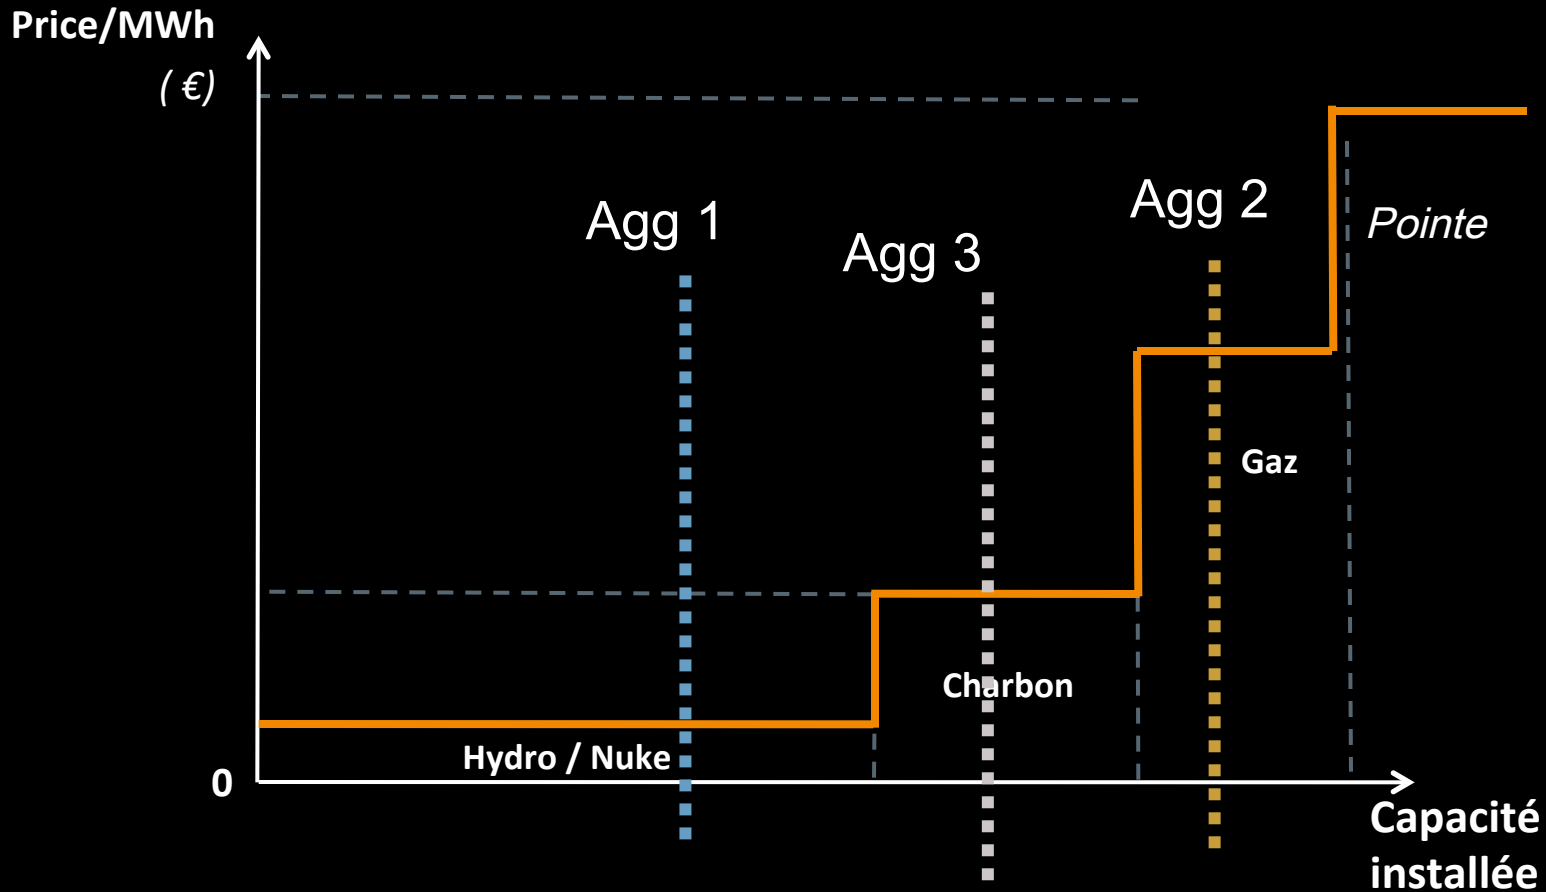 Price/MWh
( €)
Agg 1
Agg 3
Agg 2
Pointe
Gaz
Charbon
Hydro / Nuke
0
Capacité
installée